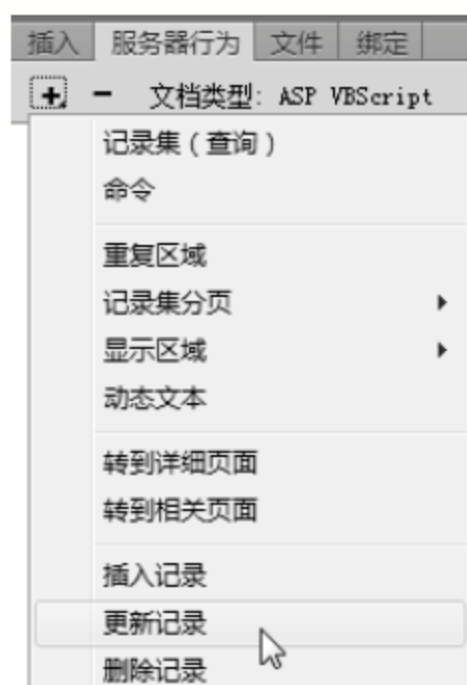 插入 服务器行为 文件 绑定
文档类型: ASP VBScript
记录集（查询）
命令
重复区域
记录集分页
显示区域
动态文本
转到详细页面
转到相关页面
插入记录
更新记录
删除记录